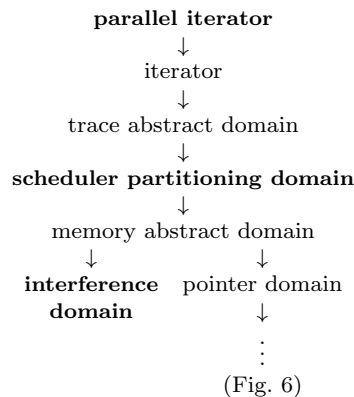 parallel iterator
↓
iterator
↓
trace abstract domain
↓
scheduler partitioning domain
↓
memory abstract domain
↓ ↓
interference pointer domain
domain ↓
⋮
(Fig. 6)